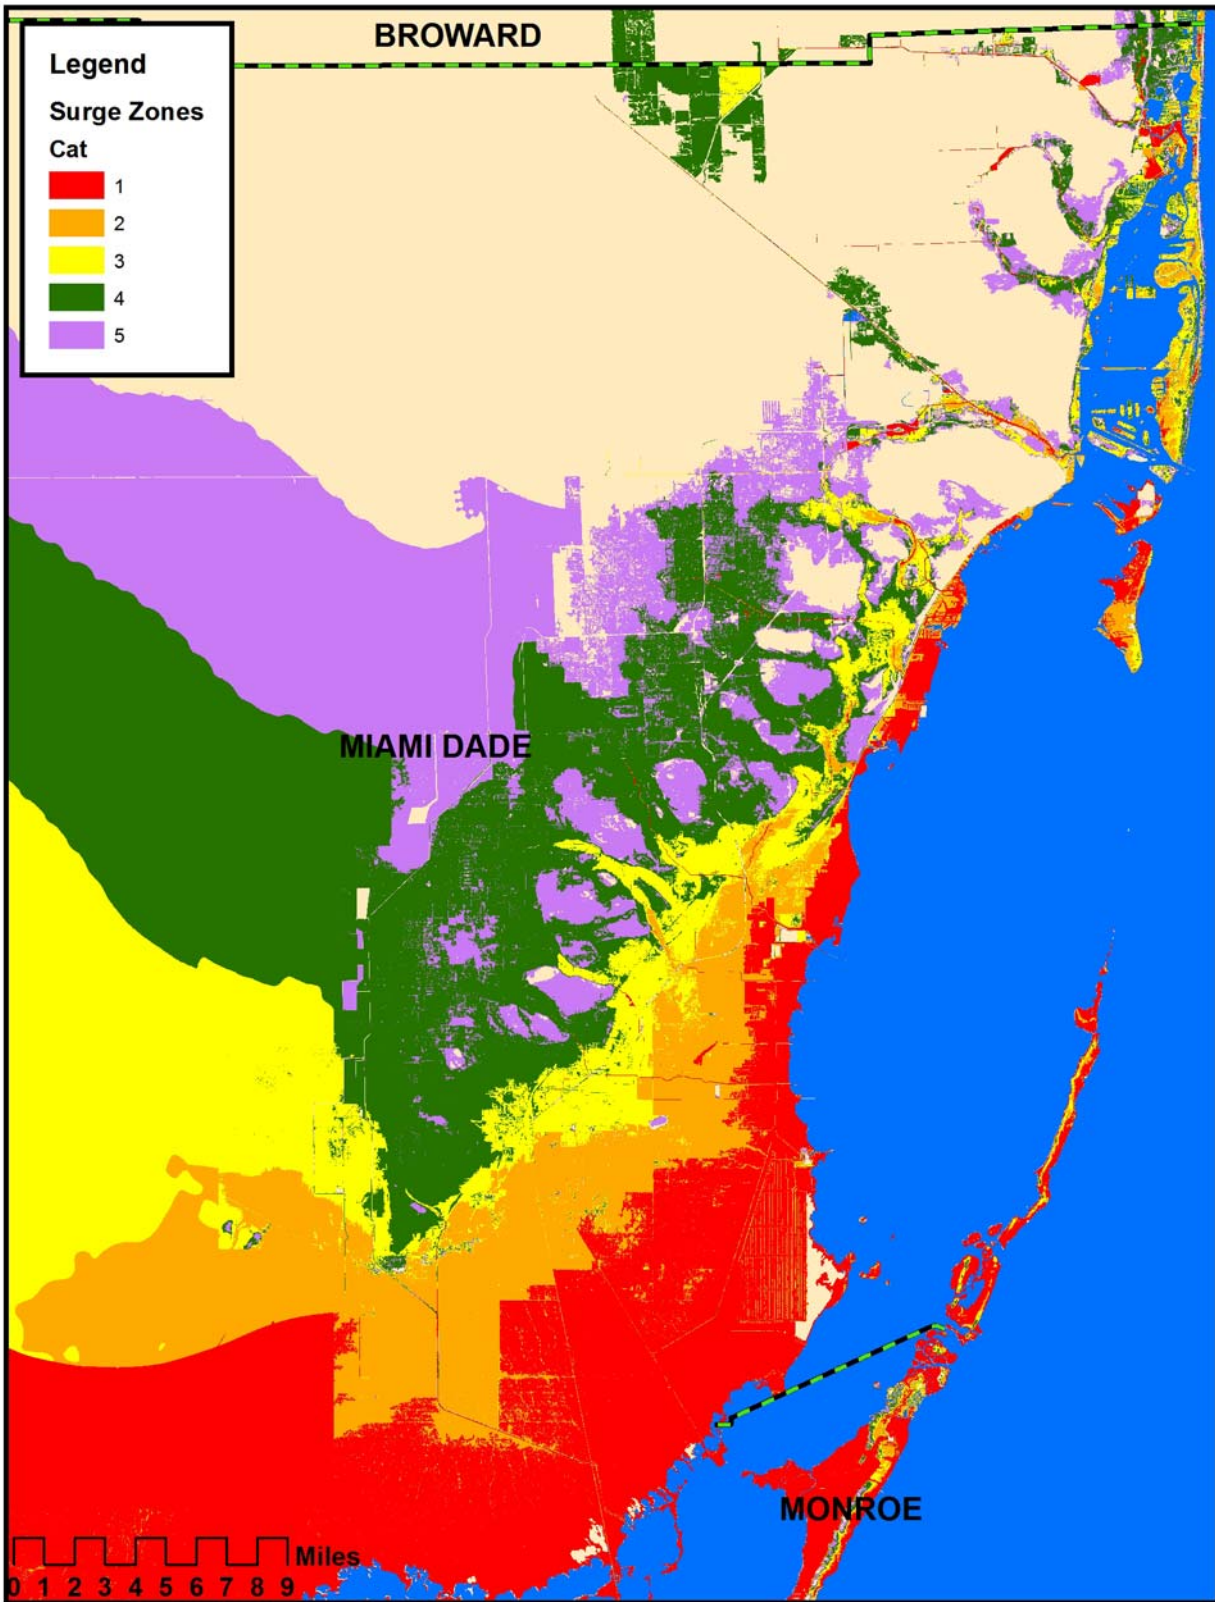 BROWARD
Legend
Surge Zones
Cat
1
2
3
4
5
MIAMI DADE
MONROE
Miles
0 1 2 3 4 5 6 7 8 9